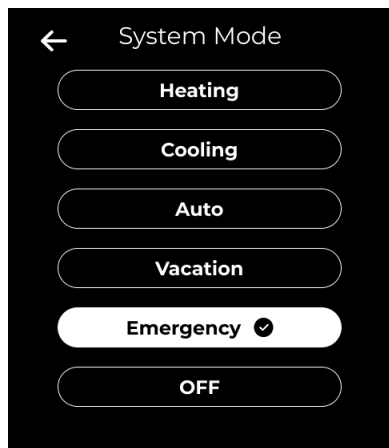 System Mode
Heating
Cooling
Auto
Vacation
Emergency
OFF